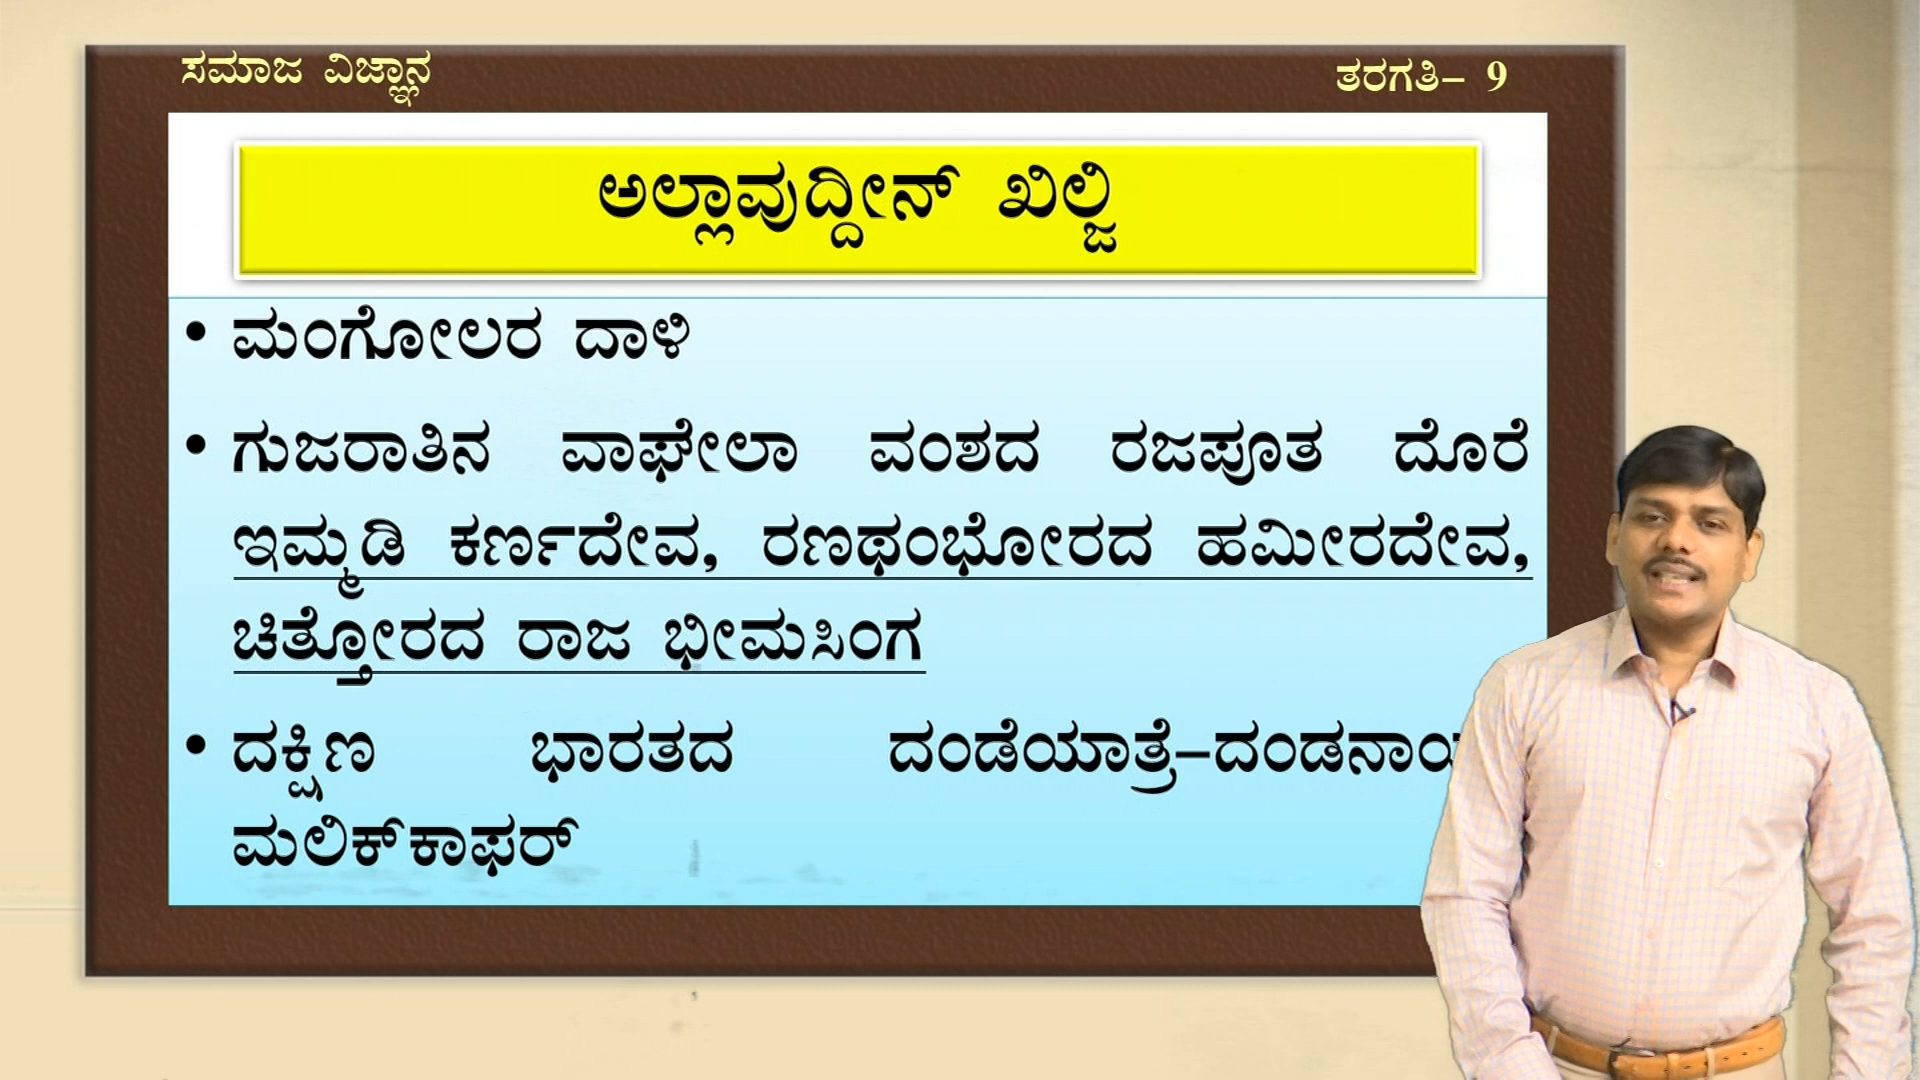 ಸಮಾಜ ವಿಜ್ಞಾನ
ತರಗತಿ– 9
ಅಲ್ಲಾವುದ್ದೀನ್ ಖಿಲ್ಜಿ
• ಮಂಗೋಲರ ದಾಳಿ
• ಗುಜರಾತಿನ ವಾಘೇಲಾ ವಂಶದ ರಜಪೂತ ದೊರೆ
ಇಮ್ಮಡಿ ಕರ್ಣದೇವ, ರಣಥಂಭೋರದ ಹಮೀರದೇವ,
ಚಿತ್ತೋರದ ರಾಜ ಭೀಮಸಿಂಗ
• ದಕ್ಷಿಣ ಭಾರತದ ದಂಡೆಯಾತ್ರೆ–
ಮಲಿಕ್‌ಕಾಫರ್